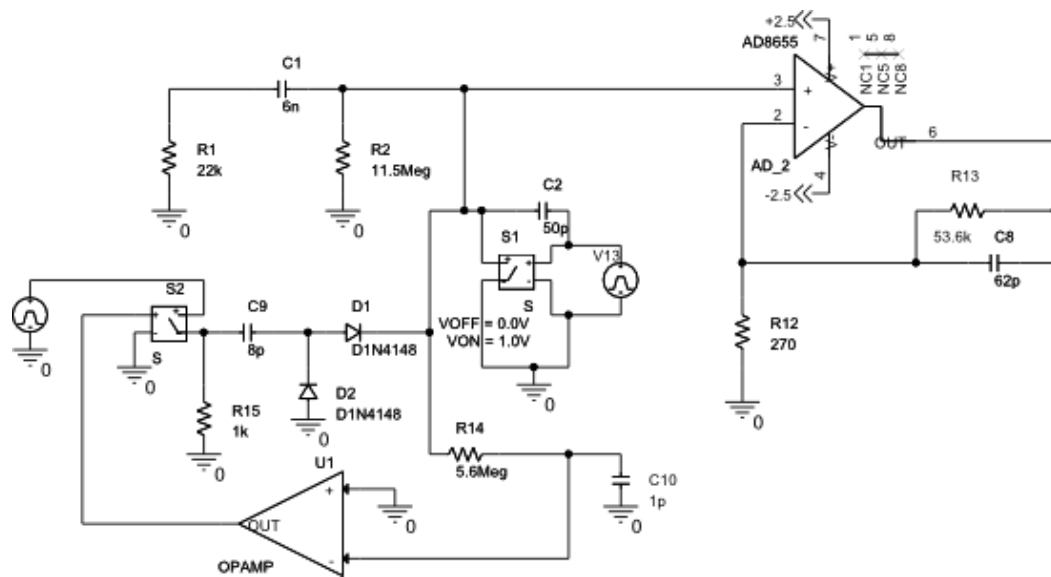 +2.5
AD8655
7
V+
1
5
8
NC1
NC5
NC8
C1
6n
3
+
2
-
OUT
6
V-
AD_2
4
-2.5
R1
22k
R2
11.5Meg
0
0
C2
50p
R13
53.6k
C8
62p
S1
+
+
-
-
V13
S
VOFF = 0.0V
VON = 1.0V
0
S2
+
+
-
-
S
0
0
C9
8p
D1
D1N4148
D2
D1N4148
0
R12
270
0
R15
1k
0
R14
5.6Meg
C10
1p
0
U1
+
OUT
-
0
OPAMP